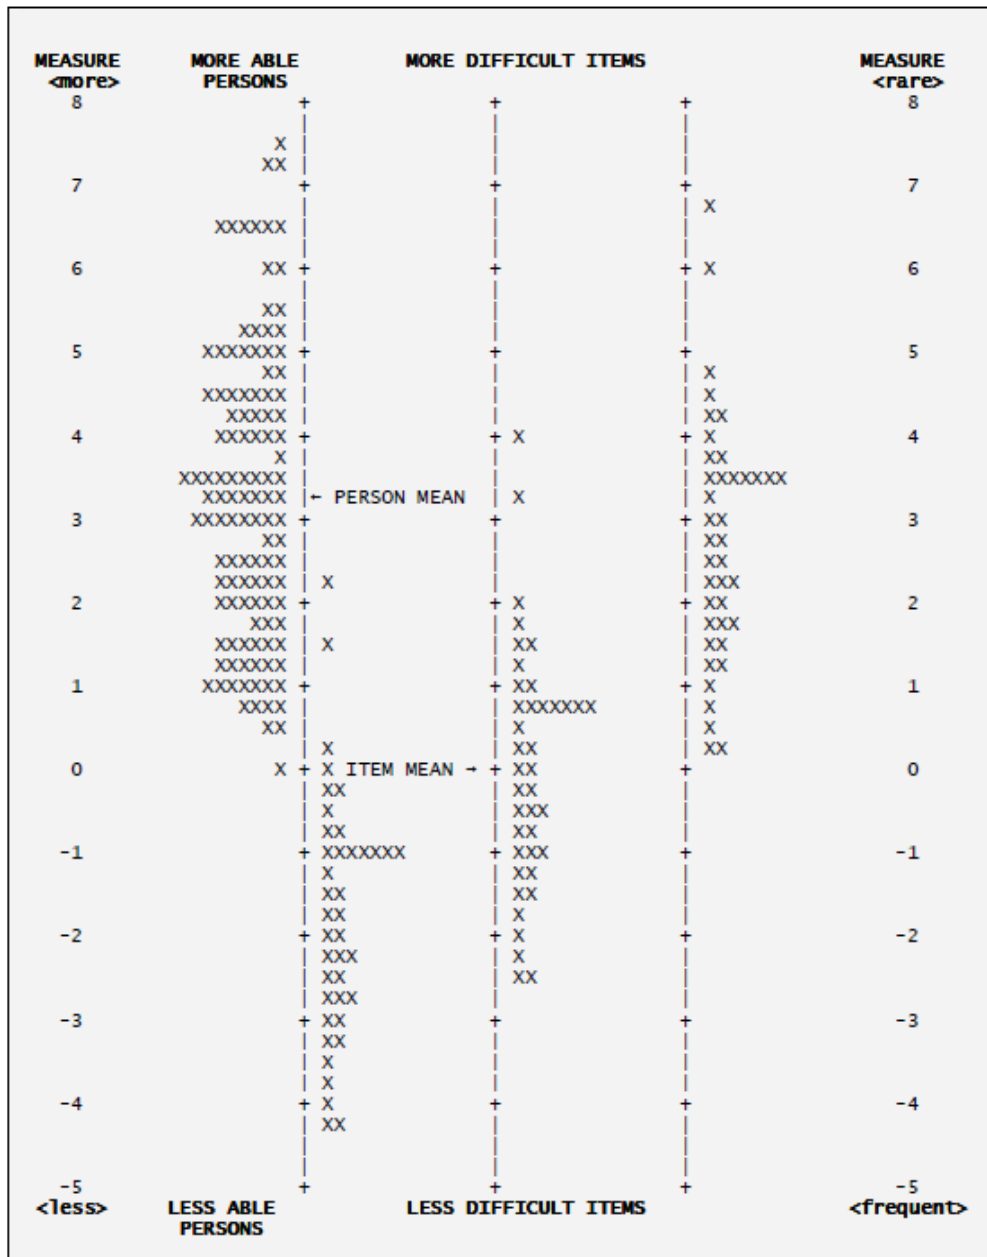 MEASURE MORE ABLE MORE DIFFICULT ITEMS MEASURE
<more> PERSONS <rare>
8 + + + 8
| | |
X | | |
XX | | |
7 + + + 7
| | | X
XXXXXX | | |
| | |
6 XX + + + X 6
| | |
XX | | |
XXXX | | |
5 XXXXXXX + + + 5
XX | | | X
XXXXXXX | | | X
XXXXX | | | XX
4 XXXXXX + + X + X 4
X | | | XX
XXXXXXXXX | | | XXXXXXX
XXXXXXX |← PERSON MEAN | X | X
3 XXXXXXXX + + + XX 3
XX | | | XX
XXXXXX | | | XX
XXXXXX | X | | XXX
2 XXXXXX + + X + XX 2
XXX | | X | XXX
XXXXXX | X | XX | XX
XXXXXX | | X | XX
1 XXXXXXX + + XX + X 1
XXXX | | XXXXXXX | X
XX | | X | X
| X | XX | XX
0 X + X ITEM MEAN → + XX + 0
| XX | XX |
| X | XXX |
| XX | XX |
-1 + XXXXXXX + XXX + -1
| X | XX |
| XX | XX |
| XX | X |
-2 + XX + X + -2
| XXX | X |
| XX | XX |
| XXX | |
-3 + XX + + -3
| XX | |
| X | |
| X | |
-4 + X + + -4
| XX | |
| | |
| | |
-5 + + + -5
<less> LESS ABLE LESS DIFFICULT ITEMS <frequent>
PERSONS